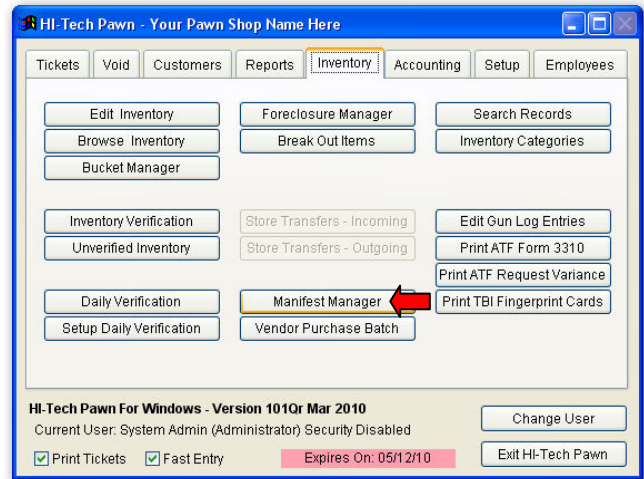 HI-Tech Pawn - Your Pawn Shop Name Here
Tickets Void Customers Reports Inventory Accounting Setup Employees
Edit Inventory Foreclosure Manager Search Records
Browse Inventory Break Out Items Inventory Categories
Bucket Manager
Inventory Verification Store Transfers - Incoming Edit Gun Log Entries
Unverified Inventory Store Transfers - Outgoing Print ATF Form 3310
Print ATF Request Variance
Daily Verification Manifest Manager Print TBI Fingerprint Cards
Setup Daily Verification Vendor Purchase Batch
HI-Tech Pawn For Windows - Version 101Qr Mar 2010
Change User
Current User: System Admin (Administrator) Security Disabled
Print Tickets Fast Entry Expires On: 05/12/10 Exit HI-Tech Pawn